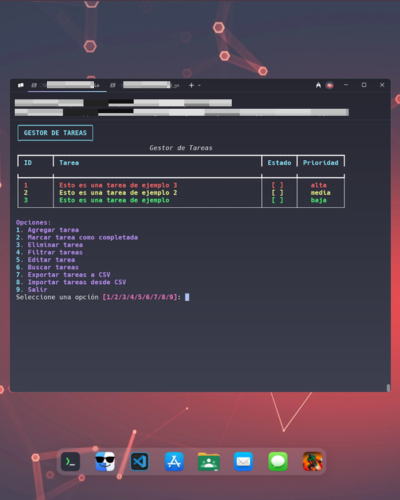 GESTOR DE TAREAS
Gestor de Tareas
ID Tarea Estado Prioridad
1 Esto es una tarea de ejemplo 3 [ ] alta
2 Esto es una tarea de ejemplo 2 [ ] media
3 Esto es una tarea de ejemplo [ ] baja
Opciones:
1. Agregar tarea
2. Marcar tarea como completada
3. Eliminar tarea
4. Filtrar tareas
5. Editar tarea
6. Buscar tareas
7. Exportar tareas a CSV
8. Importar tareas desde CSV
9. Salir
Seleccione una opción [1/2/3/4/5/6/7/8/9]: